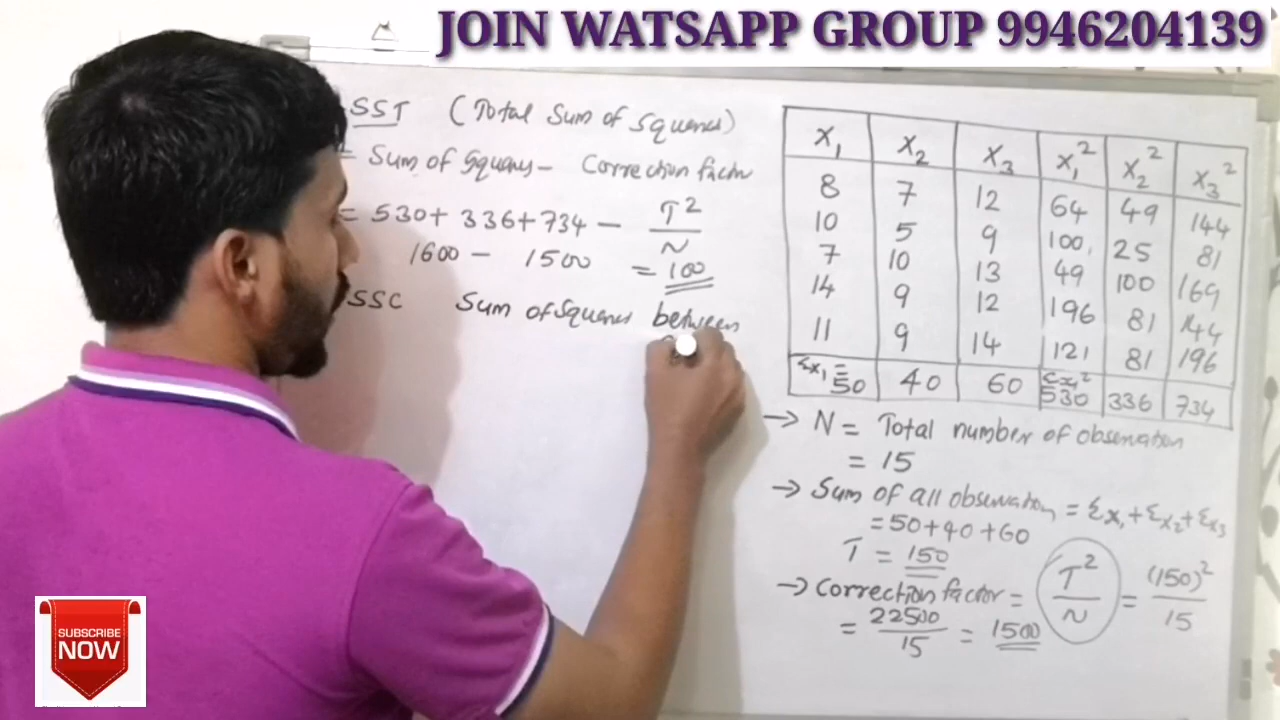 JOIN WATSAPP GROUP 9946204139
SST (Total Sum of Squares)
= Sum of Squares - Correction factor
= 530+ 336+734 - T²/N
1600 - 1500 = 100
SSC Sum of Squares between
X₁ X₂ X₃ X₁² X₂² X₃²
8 7 12 64 49 144
10 5 9 100 25 81
7 10 13 49 100 169
14 9 12 196 81 144
11 9 14 121 81 196
Σx₁ = 50 40 60 Σx₁² 530 336 734
→ N = Total number of observation
= 15
→ Sum of all observation = Σx₁ + Σx₂ + Σx₃
= 50+40+60
T = 150
→ Correction factor = T²/N = (150)²/15
= 22500/15 = 1500
SUBSCRIBE
NOW